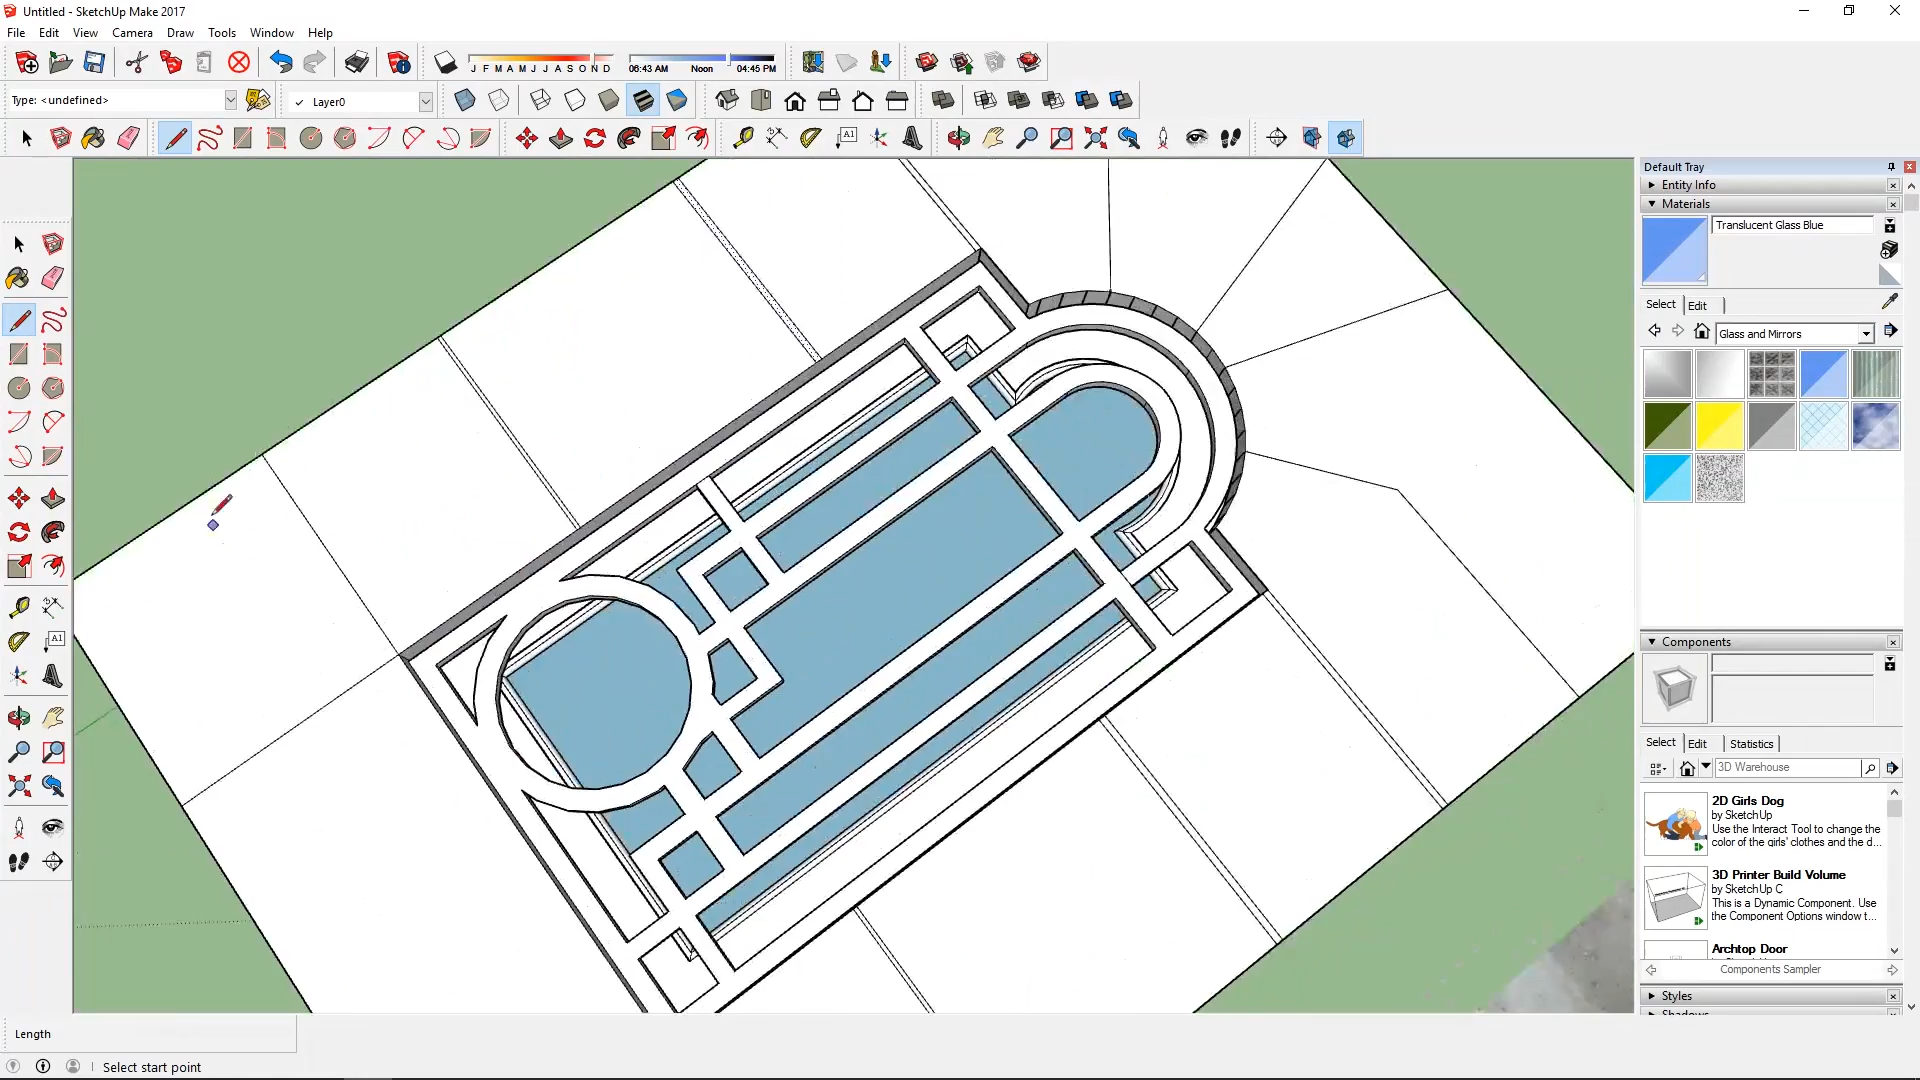 Untitled - SketchUp Make 2017
File Edit View Camera Draw Tools Window Help
J F M A M J J A S O N D 06:43 AM Noon 04:45 PM
Type: <undefined> Layer0
A1
Default Tray
Entity Info
Materials
Translucent Glass Blue
Select Edit
Glass and Mirrors
A1
Components
Select Edit Statistics
3D Warehouse
2D Girls Dog
by SketchUp
Use the Interact Tool to change the
color of the girls' clothes and the d...
3D Printer Build Volume
by SketchUp C
This is a Dynamic Component. Use
the Component Options window t...
Archtop Door
Components Sampler
Styles
Shadows
Length
Select start point